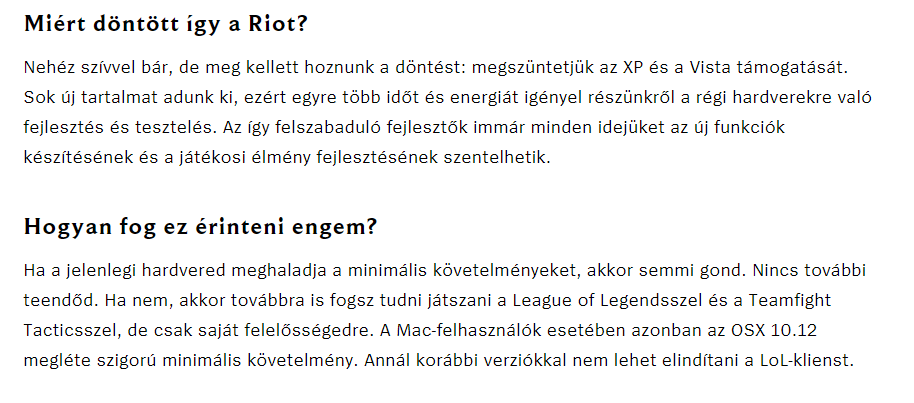 Miért döntött így a Riot?
Nehéz szívvel bár, de meg kellett hoznunk a döntést: megszüntetjük az XP és a Vista támogatását.
Sok új tartalmat adunk ki, ezért egyre több időt és energiát igényel részünkről a régi hardverekre való
fejlesztés és tesztelés. Az így felszabaduló fejlesztők immár minden idejüket az új funkciók
készítésének és a játékosi élmény fejlesztésének szentelhetik.
Hogyan fog ez érinteni engem?
Ha a jelenlegi hardvered meghaladja a minimális követelményeket, akkor semmi gond. Nincs további
teendőd. Ha nem, akkor továbbra is fogsz tudni játszani a League of Legendsszel és a Teamfight
Tacticsszel, de csak saját felelősségedre. A Mac-felhasználók esetében azonban az OSX 10.12
megléte szigorú minimális követelmény. Annál korábbi verziókkal nem lehet elindítani a LoL-klienst.